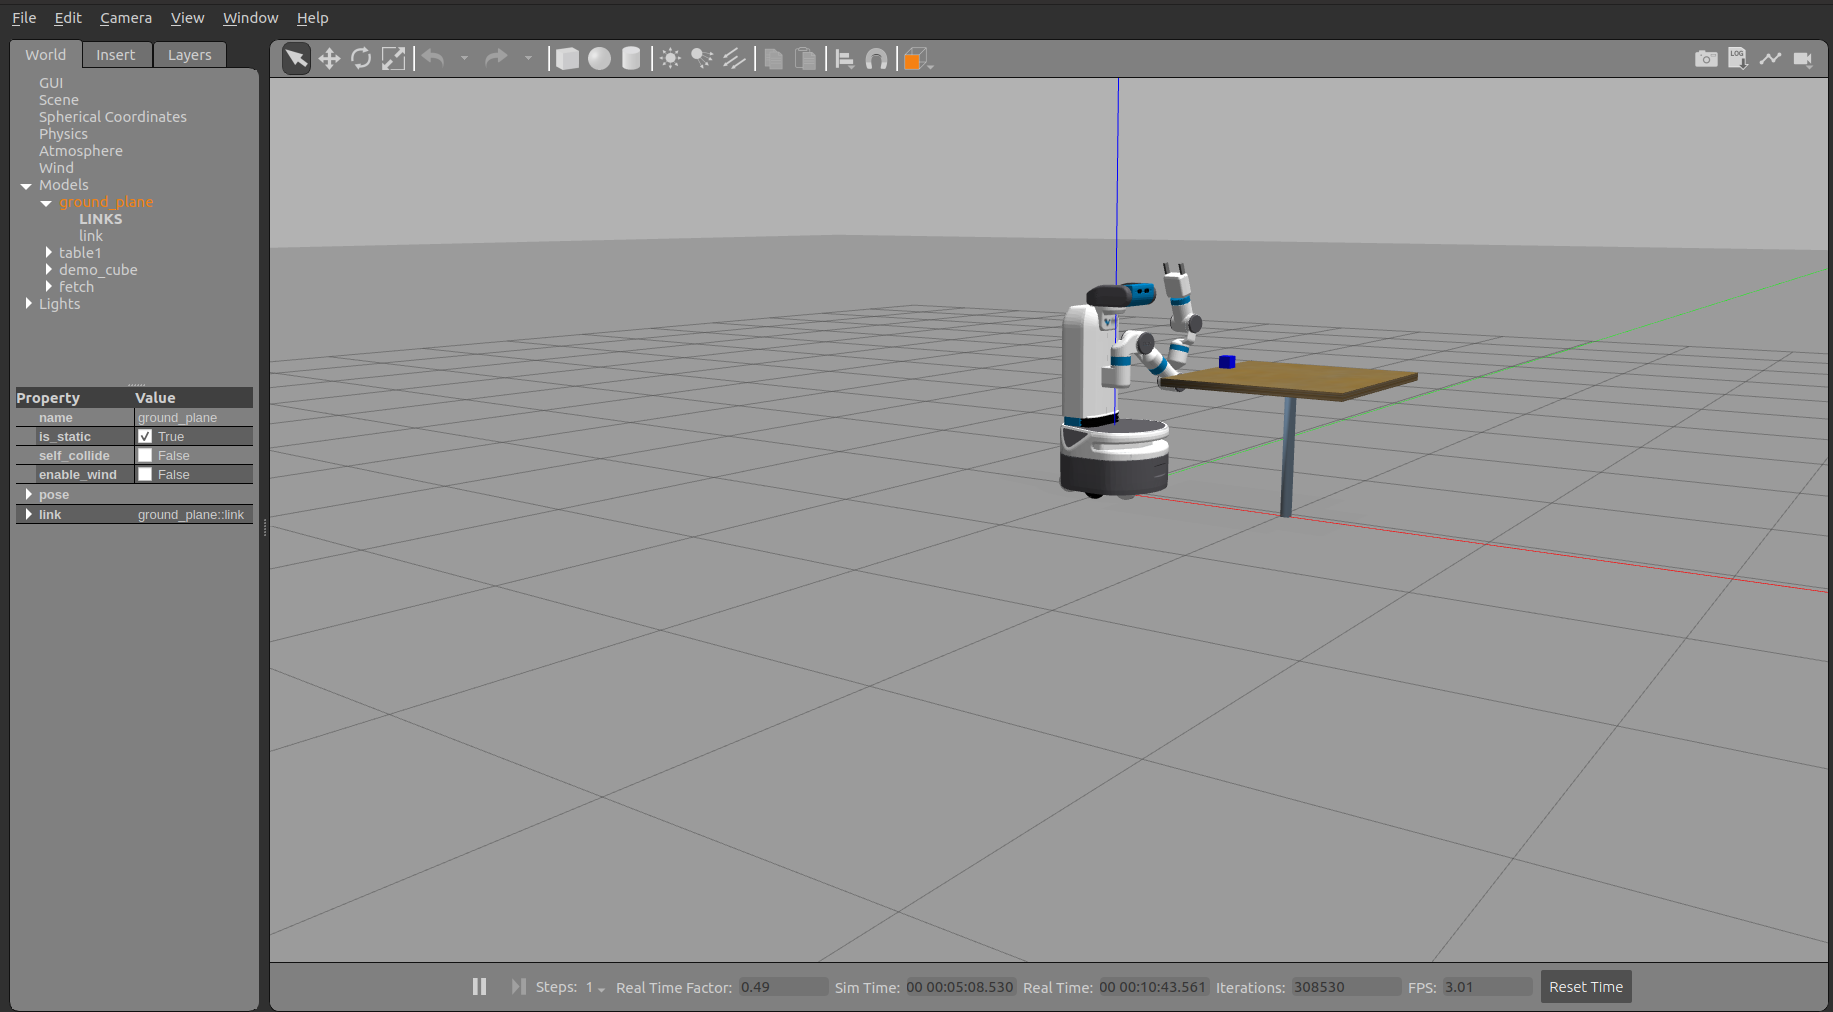 File Edit Camera View Window Help
World Insert Layers
GUI
Scene
Spherical Coordinates
Physics
Atmosphere
Wind
Models
ground_plane
LINKS
link
table1
demo_cube
fetch
Lights
Property Value
name ground_plane
is_static True
self_collide False
enable_wind False
pose
link ground_plane::link
LOG
Steps: 1 Real Time Factor: 0.49 Sim Time: 00 00:05:08.530 Real Time: 00 00:10:43.561 Iterations: 308530 FPS: 3.01 Reset Time